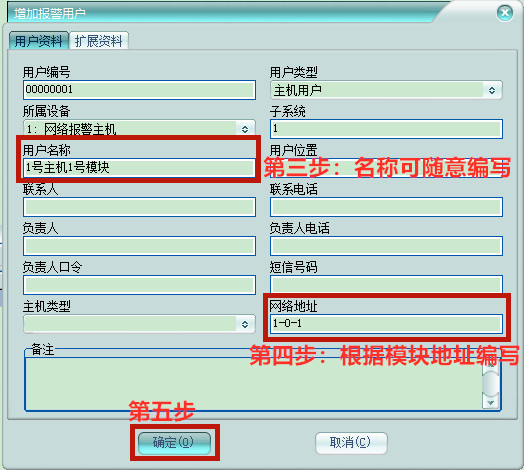 增加报警用户
用户资料 扩展资料
用户编号 用户类型
00000001 主机用户
所属设备 子系统
1: 网络报警主机 1
用户名称 用户位置
1号主机1号模块 第三步：名称可随意编写
联系人 联系电话
负责人 负责人电话
负责人口令 短信号码
主机类型 网络地址
1-0-1
备注 第四步：根据模块地址编写
第五步
确定(O) 取消(C)